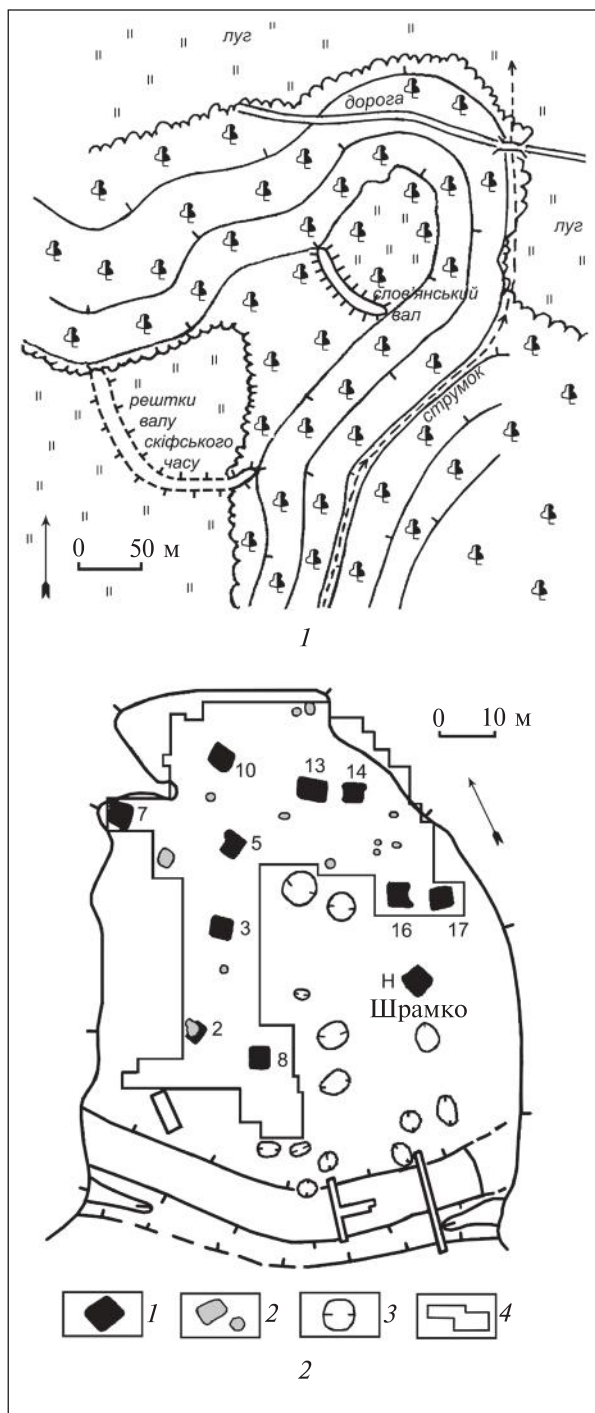 луг
дорога
луг
слов'янський
вал
струмок
рештки
валу
скіфського
часу
0 50 м
1
0 10 м
10
13
14
7
5
3
16
17
Н
Шрамко
2
8
1
2
3
4
2